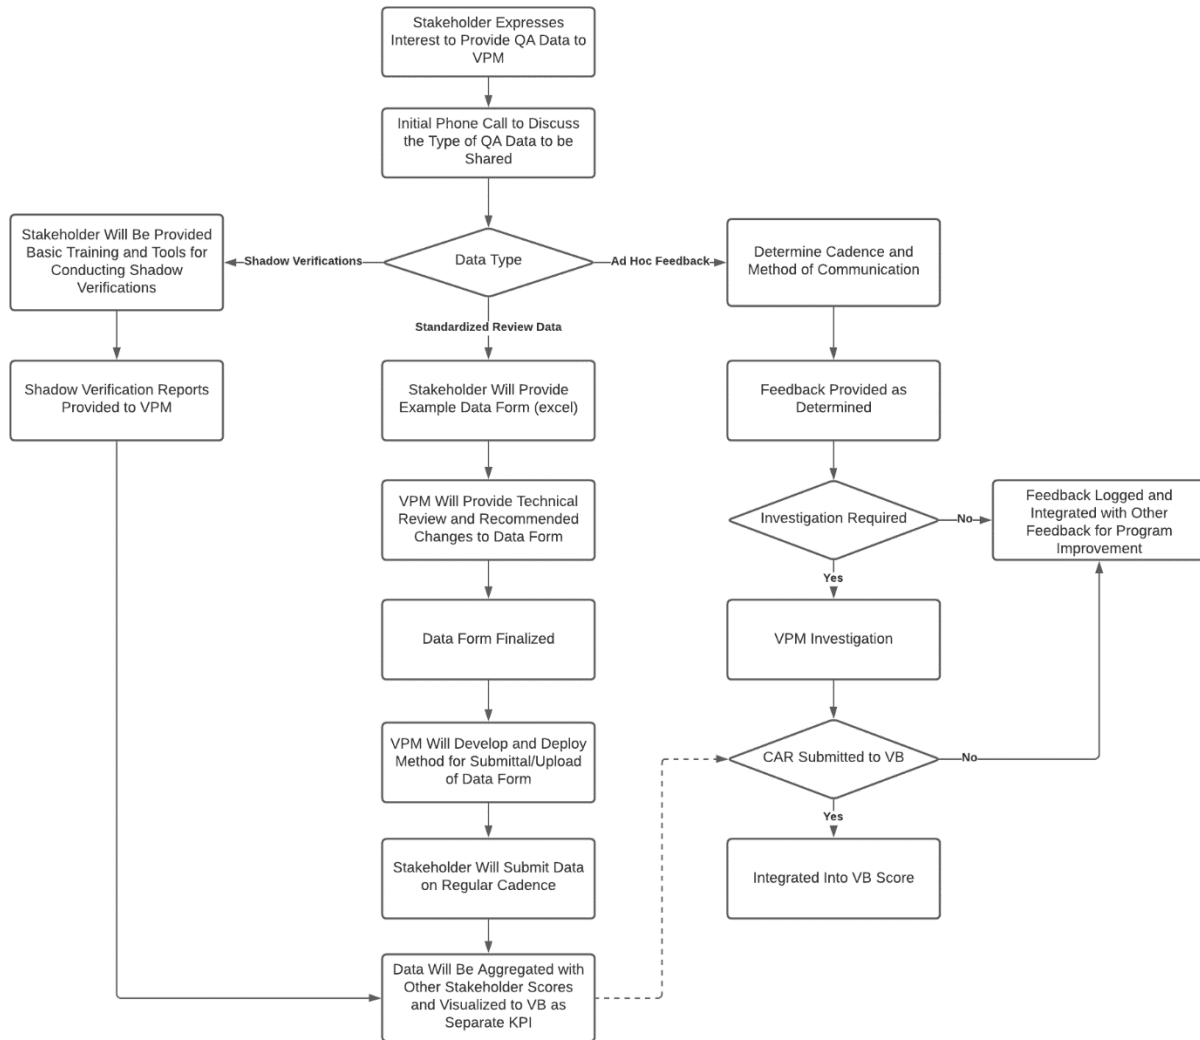 Stakeholder Expresses
Interest to Provide QA Data to
VPM
Initial Phone Call to Discuss
the Type of QA Data to be
Shared
Stakeholder Will Be Provided
Basic Training and Tools for
Conducting Shadow
Verifications
Shadow Verifications
Data Type
Ad Hoc Feedback
Determine Cadence and
Method of Communication
Standardized Review Data
Shadow Verification Reports
Provided to VPM
Stakeholder Will Provide
Example Data Form (excel)
Feedback Provided as
Determined
VPM Will Provide Technical
Review and Recommended
Changes to Data Form
Investigation Required
No
Feedback Logged and
Integrated with Other
Feedback for Program
Improvement
Yes
Data Form Finalized
VPM Investigation
VPM Will Develop and Deploy
Method for Submittal/Upload
of Data Form
CAR Submitted to VB
No
Yes
Stakeholder Will Submit Data
on Regular Cadence
Integrated Into VB Score
Data Will Be Aggregated with
Other Stakeholder Scores
and Visualized to VB as
Separate KPI